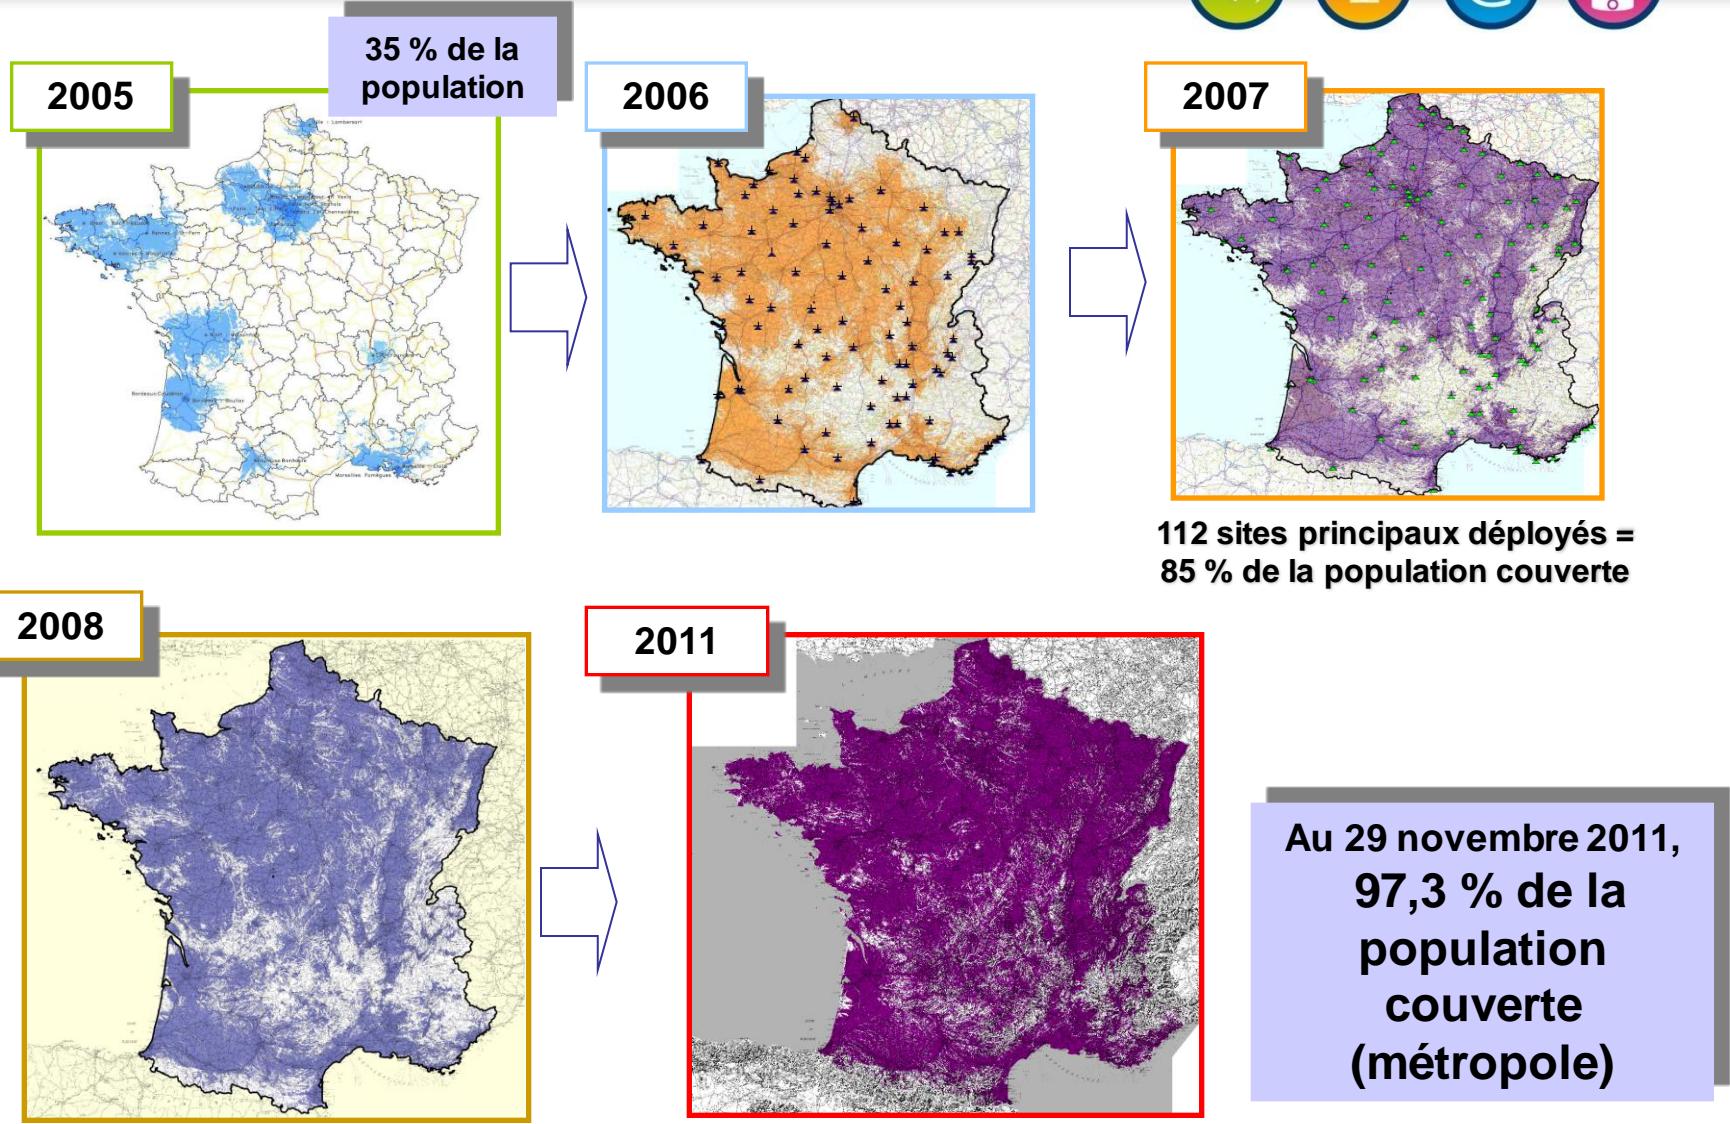 35 % de la
population
2005
2006
2007
112 sites principaux déployés =
85 % de la population couverte
2008
2011
Au 29 novembre 2011,
97,3 % de la
population
couverte
(métropole)